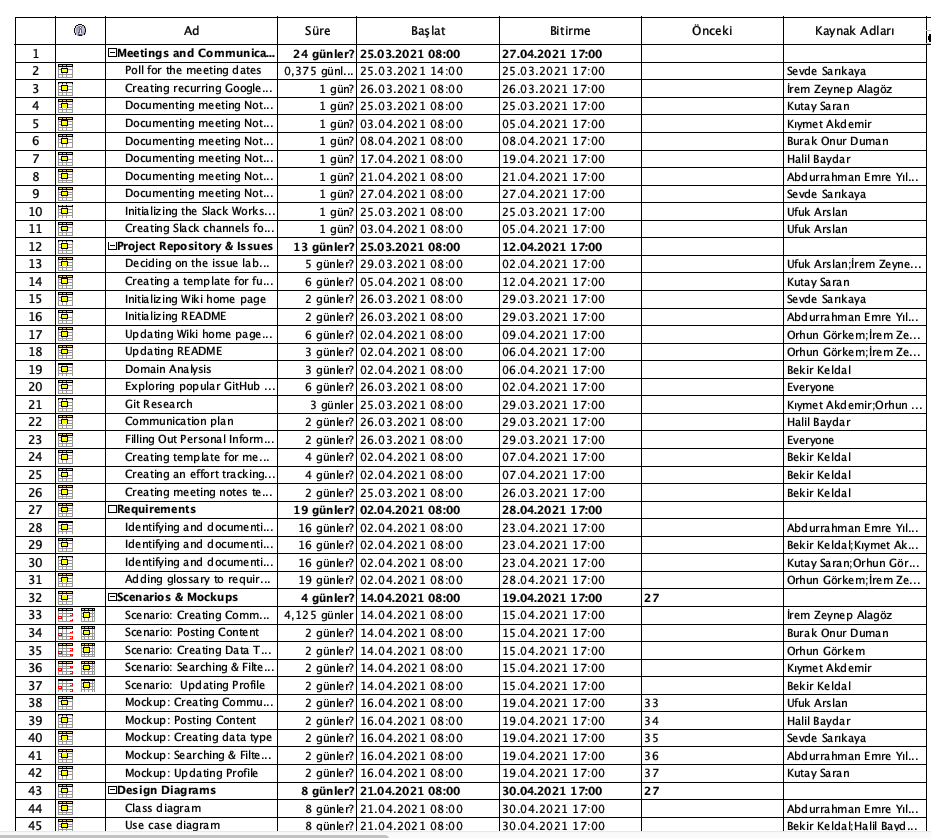 Ad Süre Başlat Bitirme Önceki Kaynak Adları
1 Meetings and Communica... 24 günler? 25.03.2021 08:00 27.04.2021 17:00
2 Poll for the meeting dates 0,375 günl... 25.03.2021 14:00 25.03.2021 17:00 Sevde Sarıkaya
3 Creating recurring Google... 1 gün? 26.03.2021 08:00 26.03.2021 17:00 İrem Zeynep Alagöz
4 Documenting meeting Not... 1 gün? 25.03.2021 08:00 25.03.2021 17:00 Kutay Saran
5 Documenting meeting Not... 1 gün? 03.04.2021 08:00 05.04.2021 17:00 Kıymet Akdemir
6 Documenting meeting Not... 1 gün? 08.04.2021 08:00 08.04.2021 17:00 Burak Onur Duman
7 Documenting meeting Not... 1 gün? 17.04.2021 08:00 19.04.2021 17:00 Halil Baydar
8 Documenting meeting Not... 1 gün? 21.04.2021 08:00 21.04.2021 17:00 Abdurrahman Emre Yıl...
9 Documenting meeting Not... 1 gün? 27.04.2021 08:00 27.04.2021 17:00 Sevde Sarıkaya
10 Initializing the Slack Works... 1 gün? 25.03.2021 08:00 25.03.2021 17:00 Ufuk Arslan
11 Creating Slack channels fo... 1 gün? 03.04.2021 08:00 05.04.2021 17:00 Ufuk Arslan
12 Project Repository & Issues 13 günler? 25.03.2021 08:00 12.04.2021 17:00
13 Deciding on the issue lab... 5 günler? 29.03.2021 08:00 02.04.2021 17:00 Ufuk Arslan;İrem Zeyne...
14 Creating a template for fu... 6 günler? 05.04.2021 08:00 12.04.2021 17:00 Kutay Saran
15 Initializing Wiki home page 2 günler? 26.03.2021 08:00 29.03.2021 17:00 Sevde Sarıkaya
16 Initializing README 2 günler? 26.03.2021 08:00 29.03.2021 17:00 Abdurrahman Emre Yıl...
17 Updating Wiki home page... 6 günler? 02.04.2021 08:00 09.04.2021 17:00 Orhun Görkem;İrem Ze...
18 Updating README 3 günler? 02.04.2021 08:00 06.04.2021 17:00 Orhun Görkem;İrem Ze...
19 Domain Analysis 3 günler? 02.04.2021 08:00 06.04.2021 17:00 Bekir Keldal
20 Exploring popular GitHub ... 6 günler? 26.03.2021 08:00 02.04.2021 17:00 Everyone
21 Git Research 3 günler 25.03.2021 08:00 29.03.2021 17:00 Kıymet Akdemir;Orhun ...
22 Communication plan 2 günler? 26.03.2021 08:00 29.03.2021 17:00 Halil Baydar
23 Filling Out Personal Inform... 2 günler? 26.03.2021 08:00 29.03.2021 17:00 Everyone
24 Creating template for me... 4 günler? 02.04.2021 08:00 07.04.2021 17:00 Bekir Keldal
25 Creating an effort tracking... 4 günler? 02.04.2021 08:00 07.04.2021 17:00 Bekir Keldal
26 Creating meeting notes te... 2 günler? 25.03.2021 08:00 26.03.2021 17:00 Bekir Keldal
27 Requirements 19 günler? 02.04.2021 08:00 28.04.2021 17:00
28 Identifying and documenti... 16 günler? 02.04.2021 08:00 23.04.2021 17:00 Abdurrahman Emre Yıl...
29 Identifying and documenti... 16 günler? 02.04.2021 08:00 23.04.2021 17:00 Bekir Keldal;Kıymet Ak...
30 Identifying and documenti... 16 günler? 02.04.2021 08:00 23.04.2021 17:00 Kutay Saran;Orhun Gör...
31 Adding glossary to requir... 19 günler? 02.04.2021 08:00 28.04.2021 17:00 Orhun Görkem;İrem Ze...
32 Scenarios & Mockups 4 günler? 14.04.2021 08:00 19.04.2021 17:00 27
33 Scenario: Creating Comm... 4,125 günler 14.04.2021 08:00 15.04.2021 17:00 İrem Zeynep Alagöz
34 Scenario: Posting Content 2 günler? 14.04.2021 08:00 15.04.2021 17:00 Burak Onur Duman
35 Scenario: Creating Data T... 2 günler? 14.04.2021 08:00 15.04.2021 17:00 Orhun Görkem
36 Scenario: Searching & Filte... 2 günler? 14.04.2021 08:00 15.04.2021 17:00 Kıymet Akdemir
37 Scenario: Updating Profile 2 günler? 14.04.2021 08:00 15.04.2021 17:00 Bekir Keldal
38 Mockup: Creating Commu... 2 günler? 16.04.2021 08:00 19.04.2021 17:00 33 Ufuk Arslan
39 Mockup: Posting Content 2 günler? 16.04.2021 08:00 19.04.2021 17:00 34 Halil Baydar
40 Mockup: Creating data type 2 günler? 16.04.2021 08:00 19.04.2021 17:00 35 Sevde Sarıkaya
41 Mockup: Searching & Filte... 2 günler? 16.04.2021 08:00 19.04.2021 17:00 36 Abdurrahman Emre Yıl...
42 Mockup: Updating Profile 2 günler? 16.04.2021 08:00 19.04.2021 17:00 37 Kutay Saran
43 Design Diagrams 8 günler? 21.04.2021 08:00 30.04.2021 17:00 27
44 Class diagram 8 günler? 21.04.2021 08:00 30.04.2021 17:00 Abdurrahman Emre Yıl...
45 Use case diagram 8 günler? 21.04.2021 08:00 30.04.2021 17:00 Bekir Keldal;Halil Bayd...